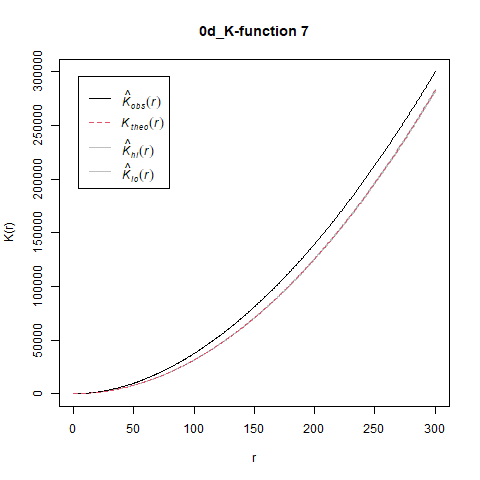 0d_K-function 7
K̂obs(r)
Ktheo(r)
K̂hi(r)
K̂lo(r)
K(r)
300000
250000
200000
150000
100000
50000
0
0 50 100 150 200 250 300
r